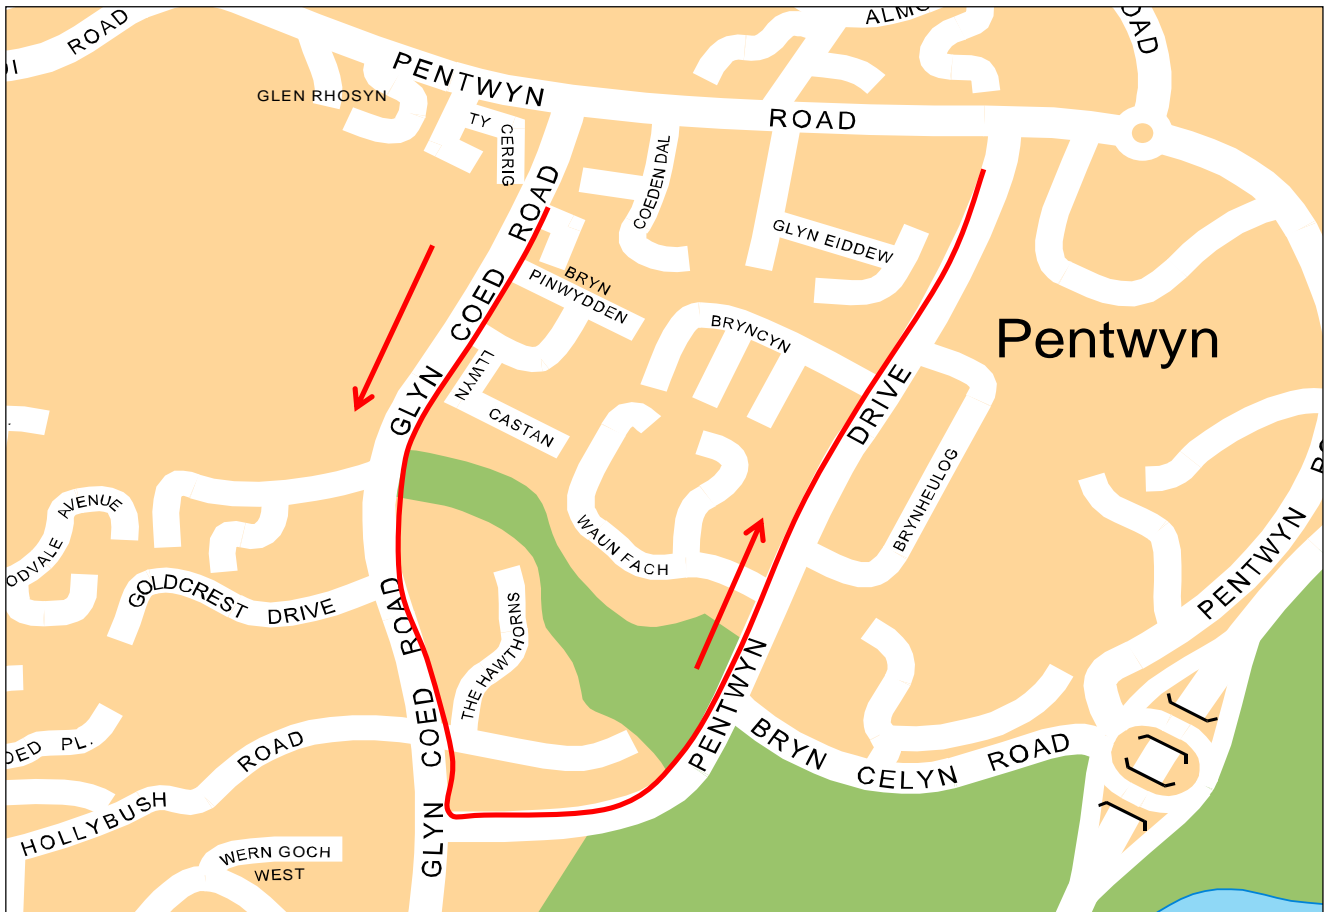 ROAD
PENTWYN
ROAD
GLEN RHOSYN
TY
CERRIG
COEDEN DAL
GLYN EIDDEW
GLYN COED ROAD
BRYN
PINWYDDEN
BRYNCYN
Pentwyn
LLWYN
CASTAN
DRIVE
BRYNHEULOG
AVENUE
WAUN FACH
PENTWYN
GOLDCREST DRIVE
THE HAWTHORNS
GLYN COED ROAD
PENTWYN
BRYN CELYN ROAD
PL.
HOLLYBUSH ROAD
WERN GOCH
WEST